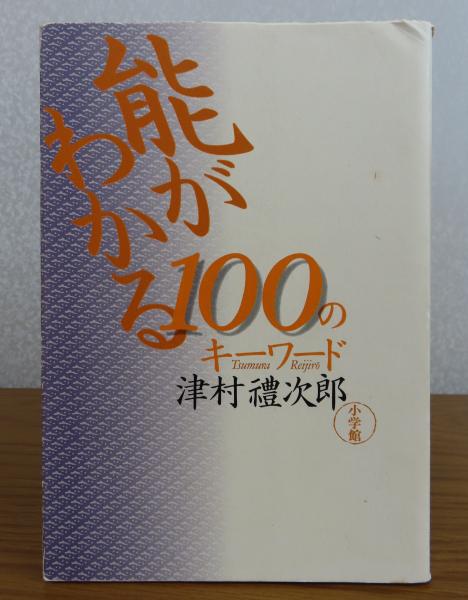 能が
わかる
100の
キーワード
Tsumura Reijirō
津村禮次郎
小学館